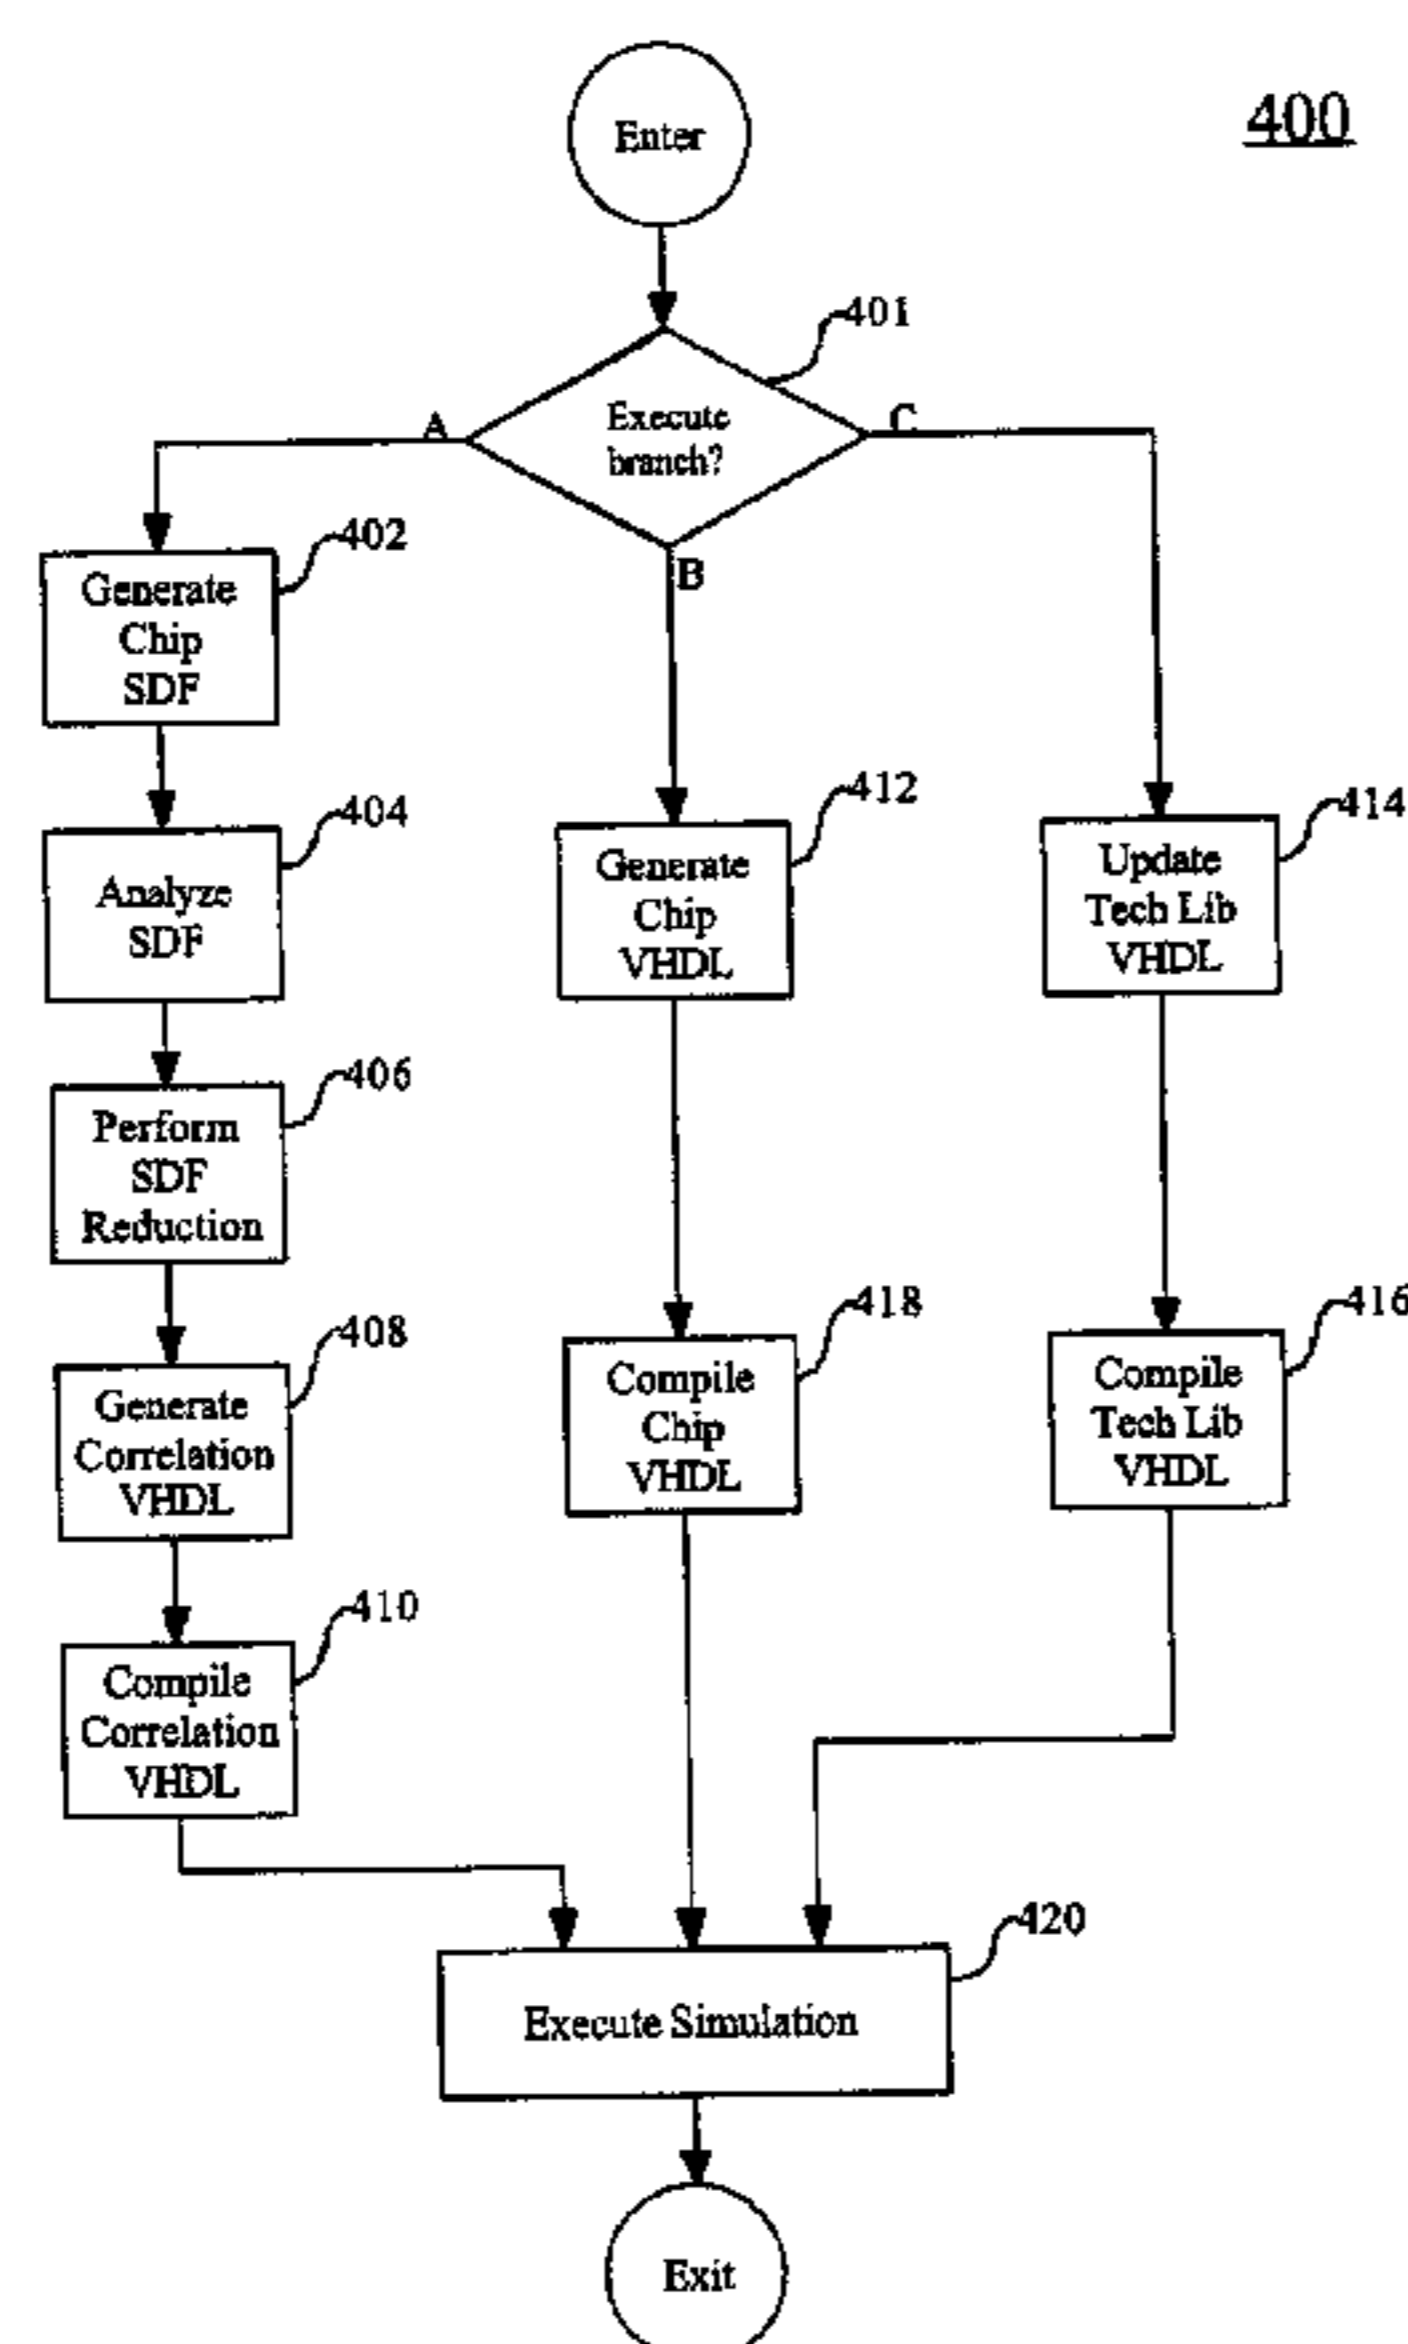 400
Enter
401
Execute
branch?
A
C
B
402
Generate
Chip
SDF
404
Analyze
SDF
412
Generate
Chip
VHDL
414
Update
Tech Lib
VHDL
406
Perform
SDF
Reduction
408
Generate
Correlation
VHDL
418
Compile
Chip
VHDL
416
Compile
Tech Lib
VHDL
410
Compile
Correlation
VHDL
420
Execute Simulation
Exit